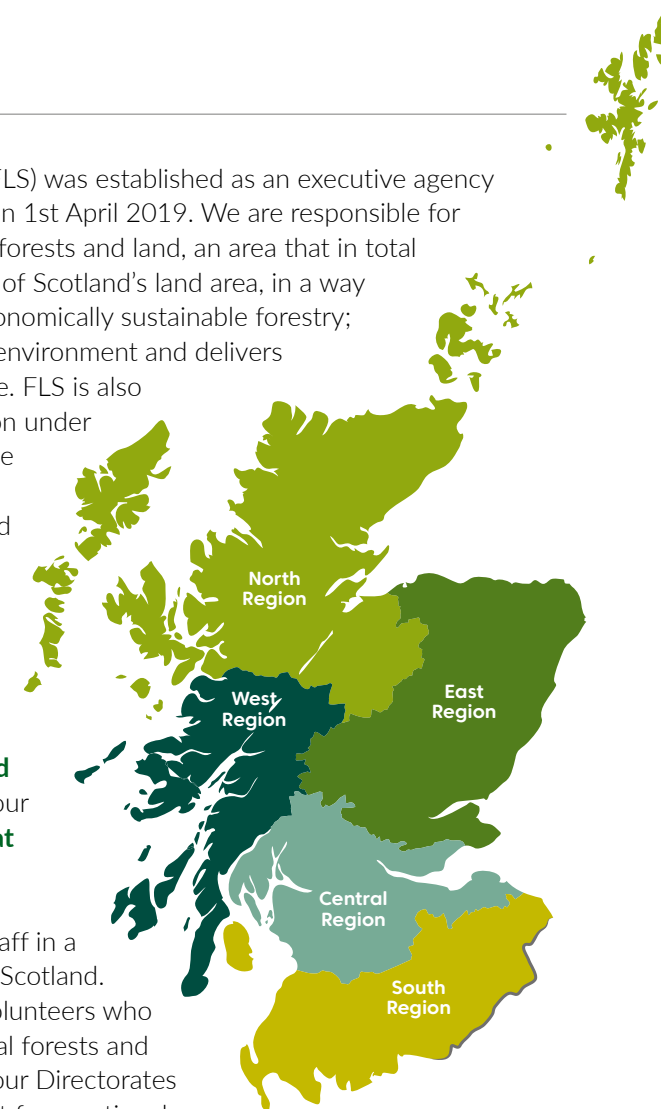 FLS) was established as an executive agency
n 1st April 2019. We are responsible for
forests and land, an area that in total
of Scotland’s land area, in a way
onomically sustainable forestry;
environment and delivers
e. FLS is also
on under
e
d
d
our
at
aff in a
Scotland.
olunteers who
al forests and
our Directorates
North
Region
West
Region
East
Region
Central
Region
South
Region